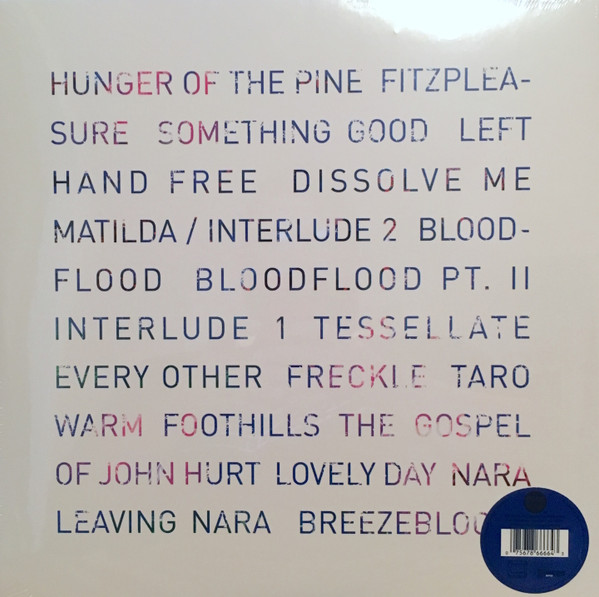 HUNGER OF THE PINE FITZPLEA-
SURE SOMETHING GOOD LEFT
HAND FREE DISSOLVE ME
MATILDA / INTERLUDE 2 BLOOD-
FLOOD BLOODFLOOD PT. II
INTERLUDE 1 TESSELLATE
EVERY OTHER FRECKLE TARO
WARM FOOTHILLS THE GOSPEL
OF JOHN HURT LOVELY DAY NARA
LEAVING NARA